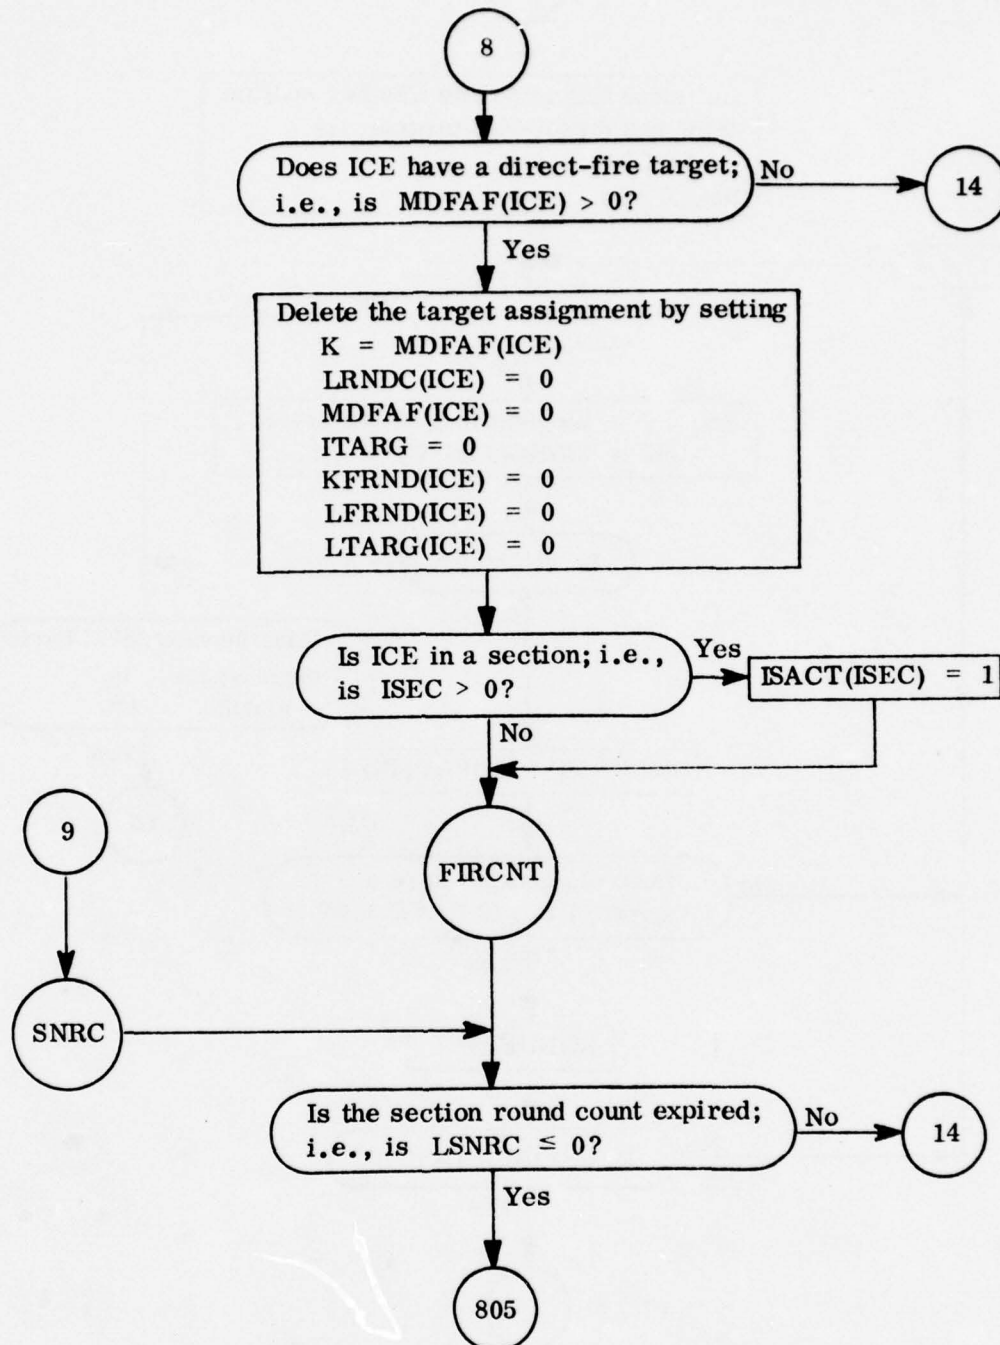 8
Does ICE have a direct-fire target;
i.e., is MDFAF(ICE) > 0?
No
14
Yes
Delete the target assignment by setting
K = MDFAF(ICE)
LRNDC(ICE) = 0
MDFAF(ICE) = 0
ITARG = 0
KFRND(ICE) = 0
LFRND(ICE) = 0
LTARG(ICE) = 0
Is ICE in a section; i.e.,
is ISEC > 0?
Yes
ISACT(ISEC) = 1
No
9
FIRCNT
SNRC
Is the section round count expired;
i.e., is LSNRC ≤ 0?
No
14
Yes
805